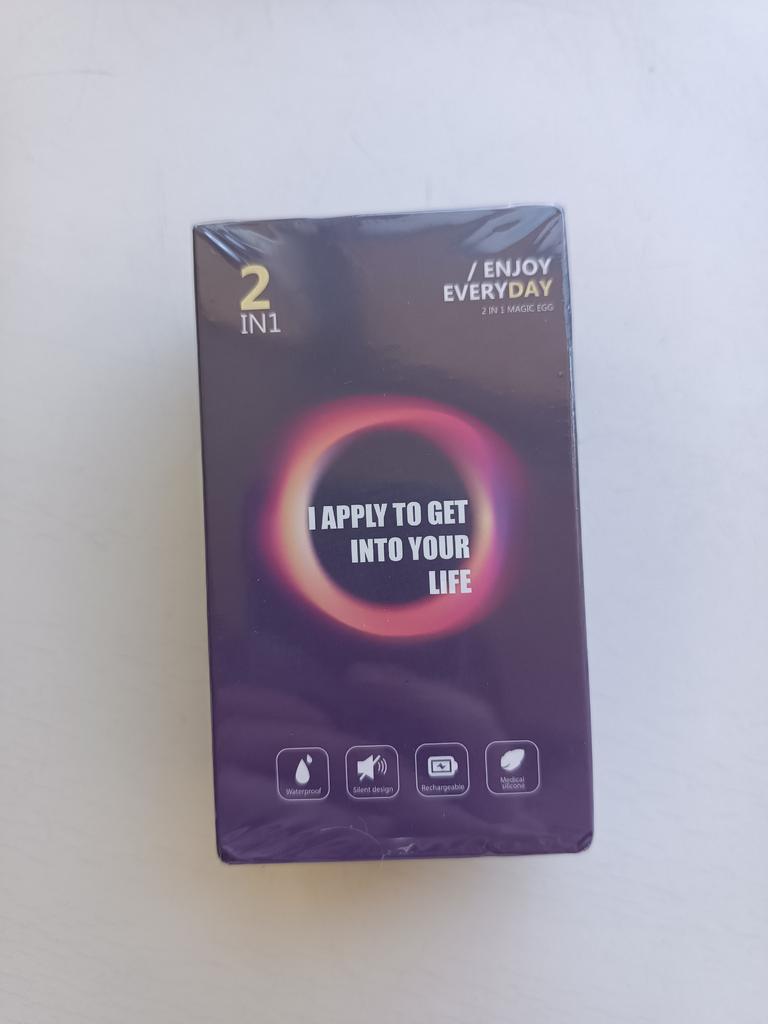 2
IN1
/ ENJOY
EVERYDAY
2 IN 1 MAGIC EGG
I APPLY TO GET
INTO YOUR
LIFE
Waterproof
Silent design
Rechargeable
Medical
silicone